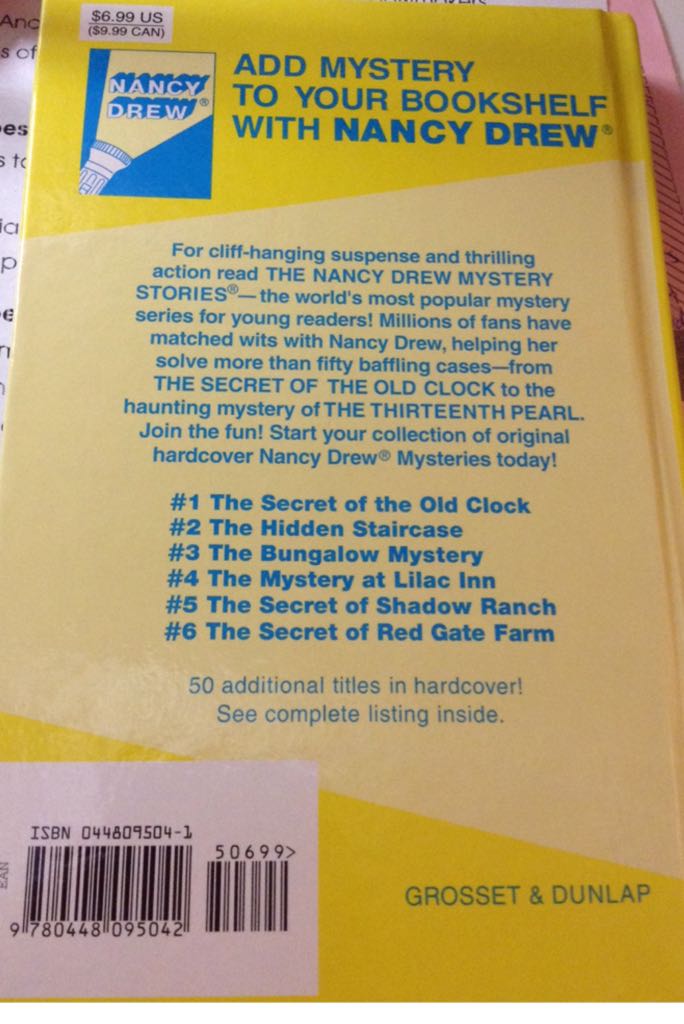 $6.99 US
($9.99 CAN)
NANCY
DREW®
ADD MYSTERY
TO YOUR BOOKSHELF
WITH NANCY DREW®
For cliff-hanging suspense and thrilling
action read THE NANCY DREW MYSTERY
STORIES®—the world's most popular mystery
series for young readers! Millions of fans have
matched wits with Nancy Drew, helping her
solve more than fifty baffling cases—from
THE SECRET OF THE OLD CLOCK to the
haunting mystery of THE THIRTEENTH PEARL.
Join the fun! Start your collection of original
hardcover Nancy Drew® Mysteries today!
#1 The Secret of the Old Clock
#2 The Hidden Staircase
#3 The Bungalow Mystery
#4 The Mystery at Lilac Inn
#5 The Secret of Shadow Ranch
#6 The Secret of Red Gate Farm
50 additional titles in hardcover!
See complete listing inside.
ISBN 044809504-1
50699>
EAN
9 780448 095042
GROSSET & DUNLAP